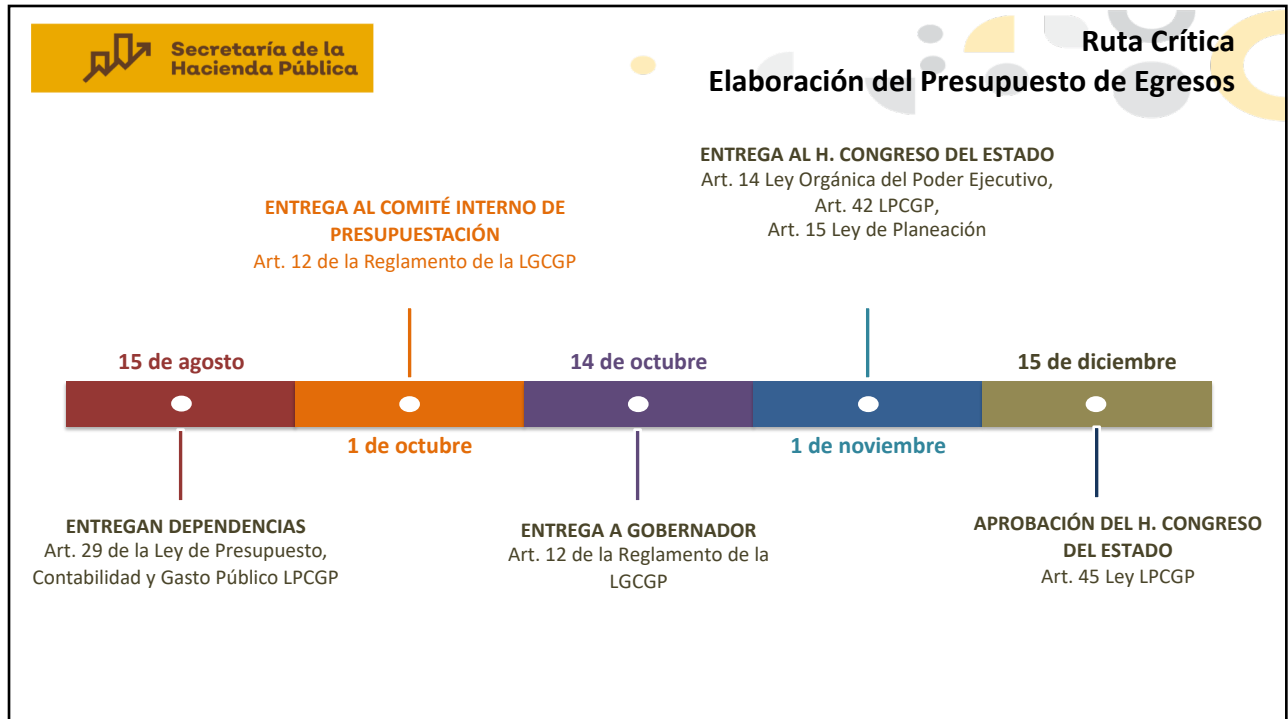 Secretaría de la
Hacienda Pública
Ruta Crítica
Elaboración del Presupuesto de Egresos
ENTREGA AL H. CONGRESO DEL ESTADO
Art. 14 Ley Orgánica del Poder Ejecutivo,
Art. 42 LPCGP,
Art. 15 Ley de Planeación
ENTREGA AL COMITÉ INTERNO DE
PRESUPUESTACIÓN
Art. 12 de la Reglamento de la LGCGP
15 de agosto
14 de octubre
15 de diciembre
1 de octubre
1 de noviembre
ENTREGAN DEPENDENCIAS
Art. 29 de la Ley de Presupuesto,
Contabilidad y Gasto Público LPCGP
ENTREGA A GOBERNADOR
Art. 12 de la Reglamento de la
LGCGP
APROBACIÓN DEL H. CONGRESO
DEL ESTADO
Art. 45 Ley LPCGP